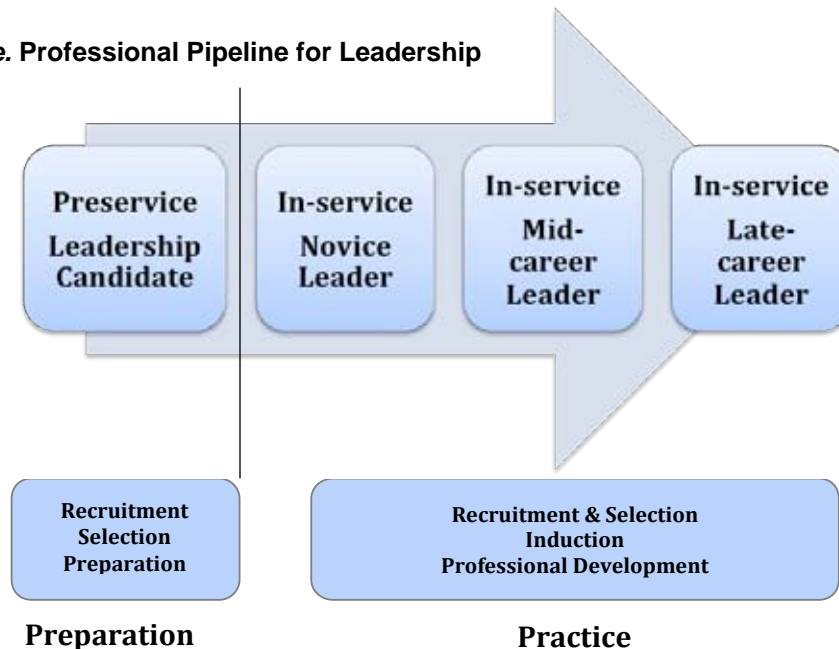 e. Professional Pipeline for Leadership
Preservice
Leadership
Candidate
In-service
Novice
Leader
In-service
Mid-
career
Leader
In-service
Late-
career
Leader
Recruitment
Selection
Preparation
Recruitment & Selection
Induction
Professional Development
Preparation
Practice